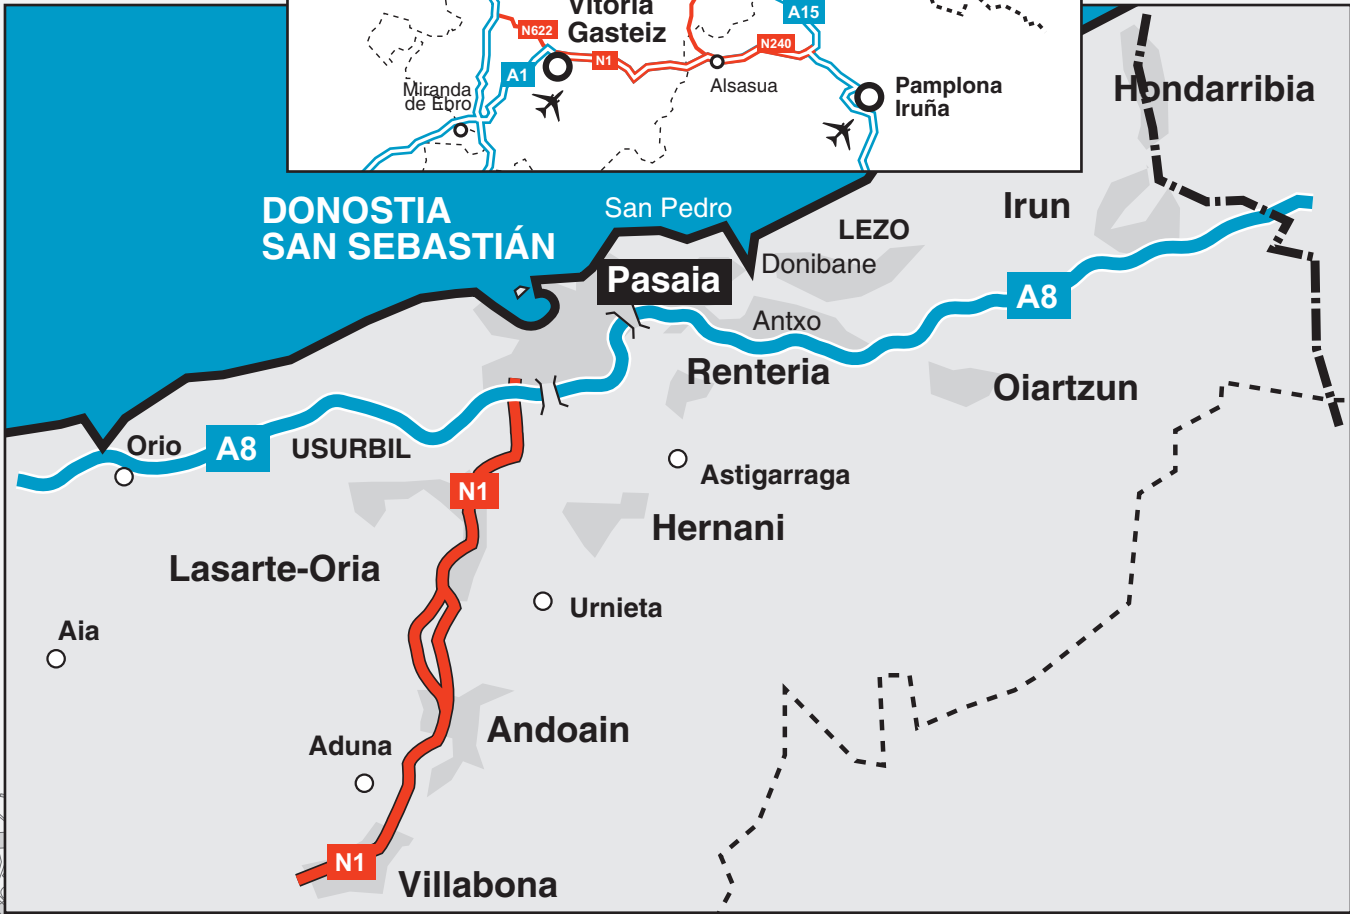 Vitoria
Gasteiz
A15
N622
N1
N240
A1
Alsasua
Miranda
de Ebro
Pamplona
Iruña
Hondarribia
DONOSTIA
SAN SEBASTIÁN
San Pedro
Irun
LEZO
Donibane
Pasaia
A8
Antxo
Renteria
Oiartzun
Orio
A8
USURBIL
Astigarraga
N1
Hernani
Lasarte-Oria
Urnieta
Aia
Andoain
Aduna
N1
Villabona